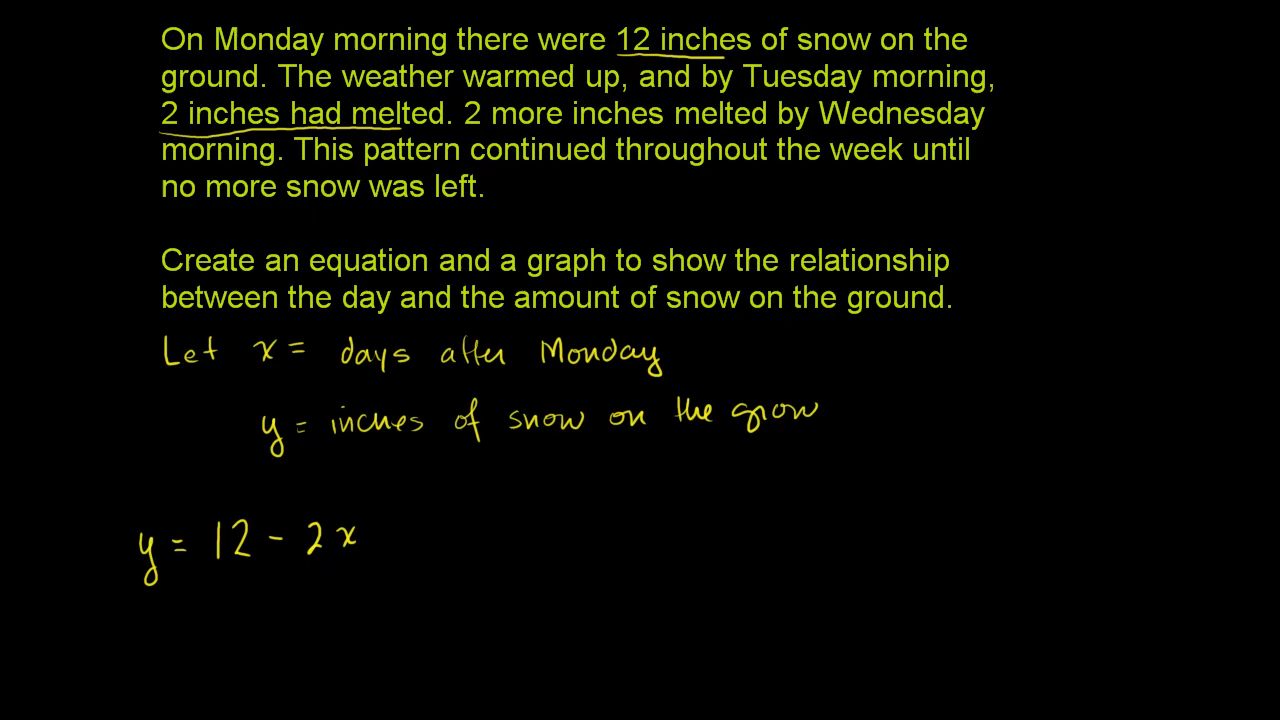 On Monday morning there were 12 inches of snow on the
ground. The weather warmed up, and by Tuesday morning,
2 inches had melted. 2 more inches melted by Wednesday
morning. This pattern continued throughout the week until
no more snow was left.
Create an equation and a graph to show the relationship
between the day and the amount of snow on the ground.
Let x = days after Monday
y = inches of snow on the grow
y = 12 - 2x